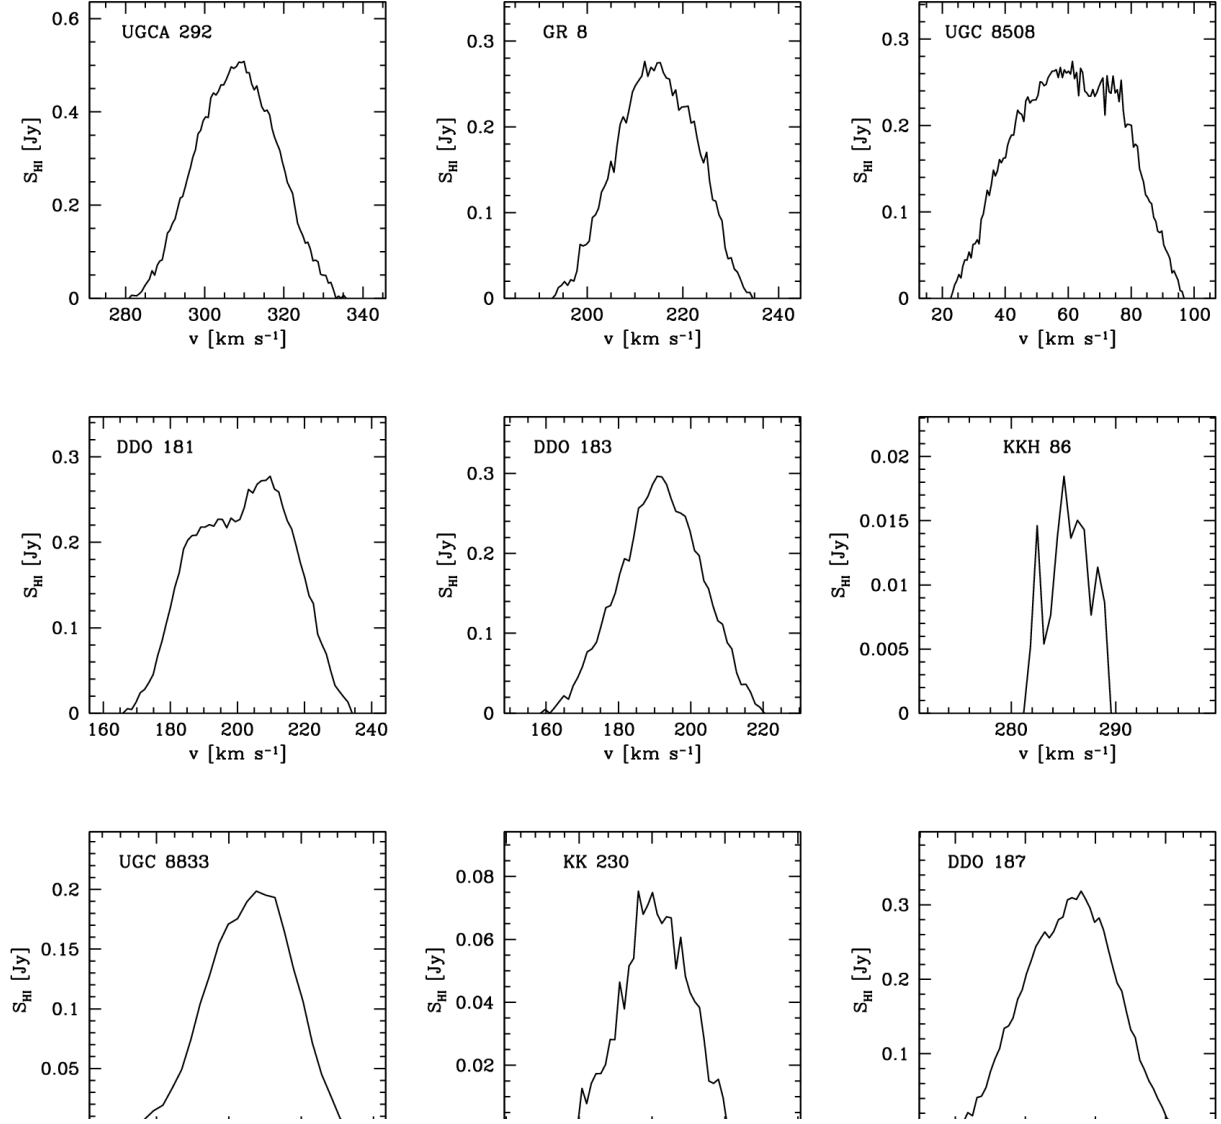 UGCA 292
0.6
0.4
0.2
0
S_HI [Jy]
280 300 320 340
v [km s⁻¹]
GR 8
0.3
0.2
0.1
0
S_HI [Jy]
200 220 240
v [km s⁻¹]
UGC 8508
0.3
0.2
0.1
0
S_HI [Jy]
20 40 60 80 100
v [km s⁻¹]
DDO 181
0.3
0.2
0.1
0
S_HI [Jy]
160 180 200 220 240
v [km s⁻¹]
DDO 183
0.3
0.2
0.1
0
S_HI [Jy]
160 180 200 220
v [km s⁻¹]
KKH 86
0.02
0.015
0.01
0.005
0
S_HI [Jy]
280 290
v [km s⁻¹]
UGC 8833
0.2
0.15
0.1
0.05
S_HI [Jy]
KK 230
0.08
0.06
0.04
0.02
S_HI [Jy]
DDO 187
0.3
0.2
0.1
S_HI [Jy]